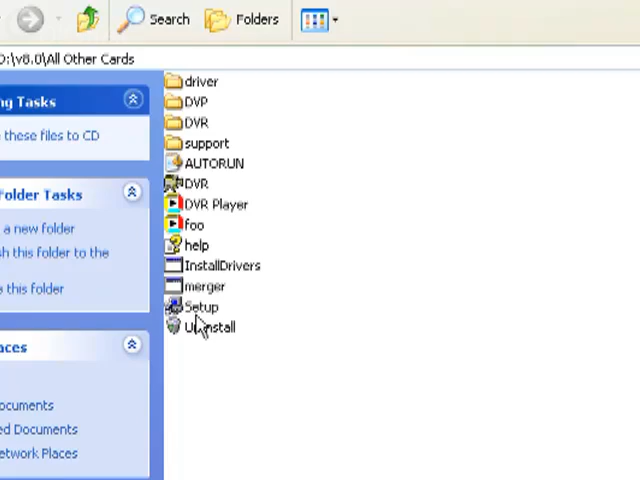 Search Folders
D:\v8.0\All Other Cards
ng Tasks
these files to CD
Folder Tasks
a new folder
sh this folder to the
e this folder
aces
ocuments
ed Documents
etwork Places
driver
DVP
DVR
support
AUTORUN
DVR
DVR Player
foo
help
InstallDrivers
merger
Setup
Uninstall